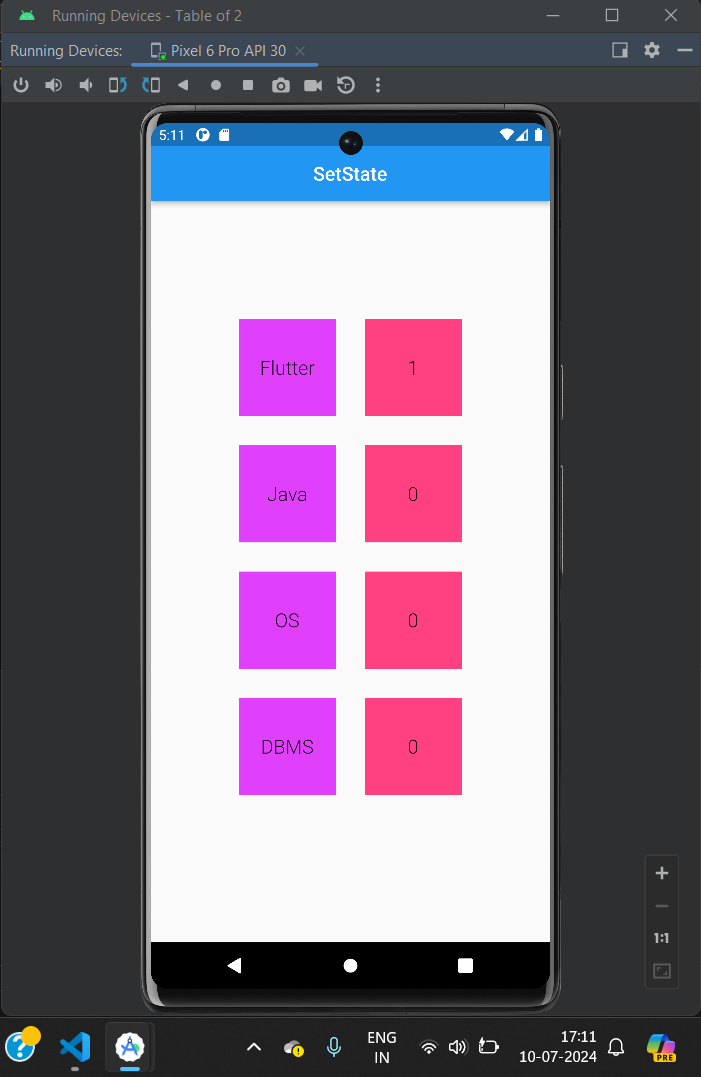 Running Devices - Table of 2
Running Devices: Pixel 6 Pro API 30
5:11
SetState
Flutter 1
Java 0
OS 0
DBMS 0
1:1
ENG 17:11
IN 10-07-2024
PRE